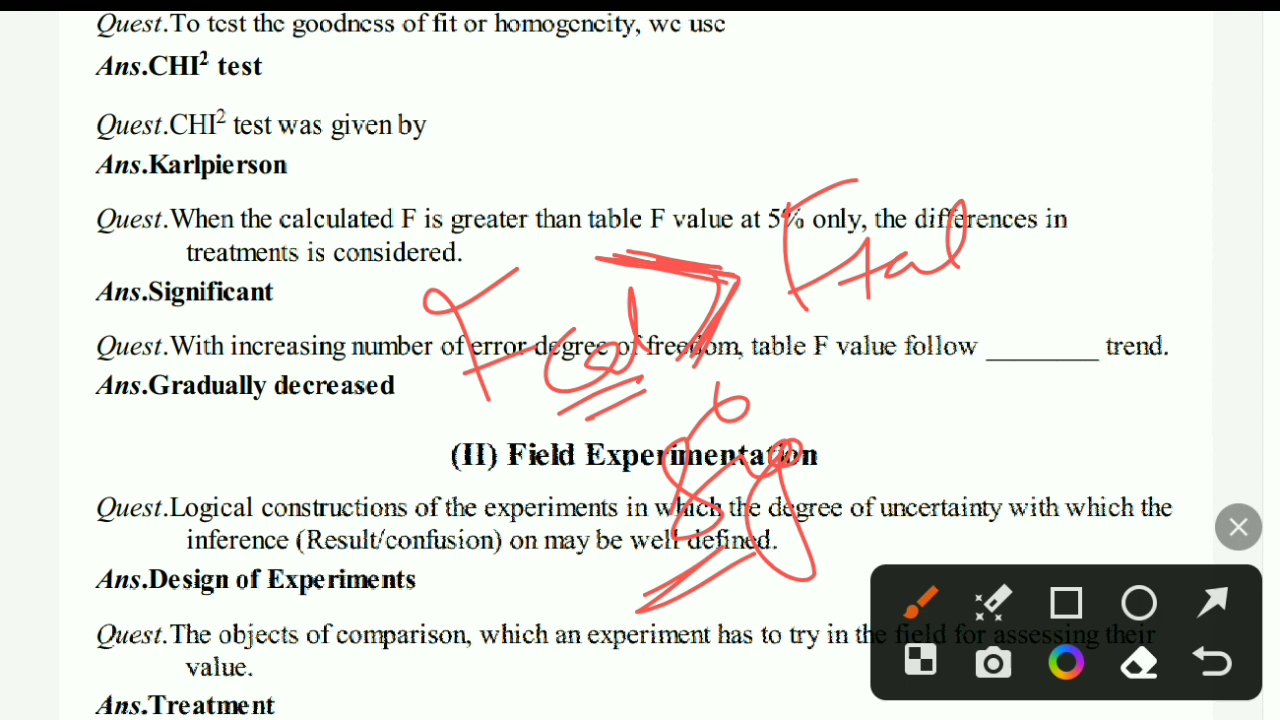 Quest.To test the goodness of fit or homogeneity, we use
Ans.CHI² test
Quest.CHI² test was given by
Ans.Karlpierson
Quest.When the calculated F is greater than table F value at 5% only, the differences in
treatments is considered.
Ans.Significant
F cal > F tal
Quest.With increasing number of error degree of freedom, table F value follow ________ trend.
Ans.Gradually decreased
(II) Field Experimentation
Quest.Logical constructions of the experiments in which the degree of uncertainty with which the
inference (Result/confusion) on may be well defined.
Ans.Design of Experiments
Quest.The objects of comparison, which an experiment has to try in the field for assessing their
value.
Ans.Treatment